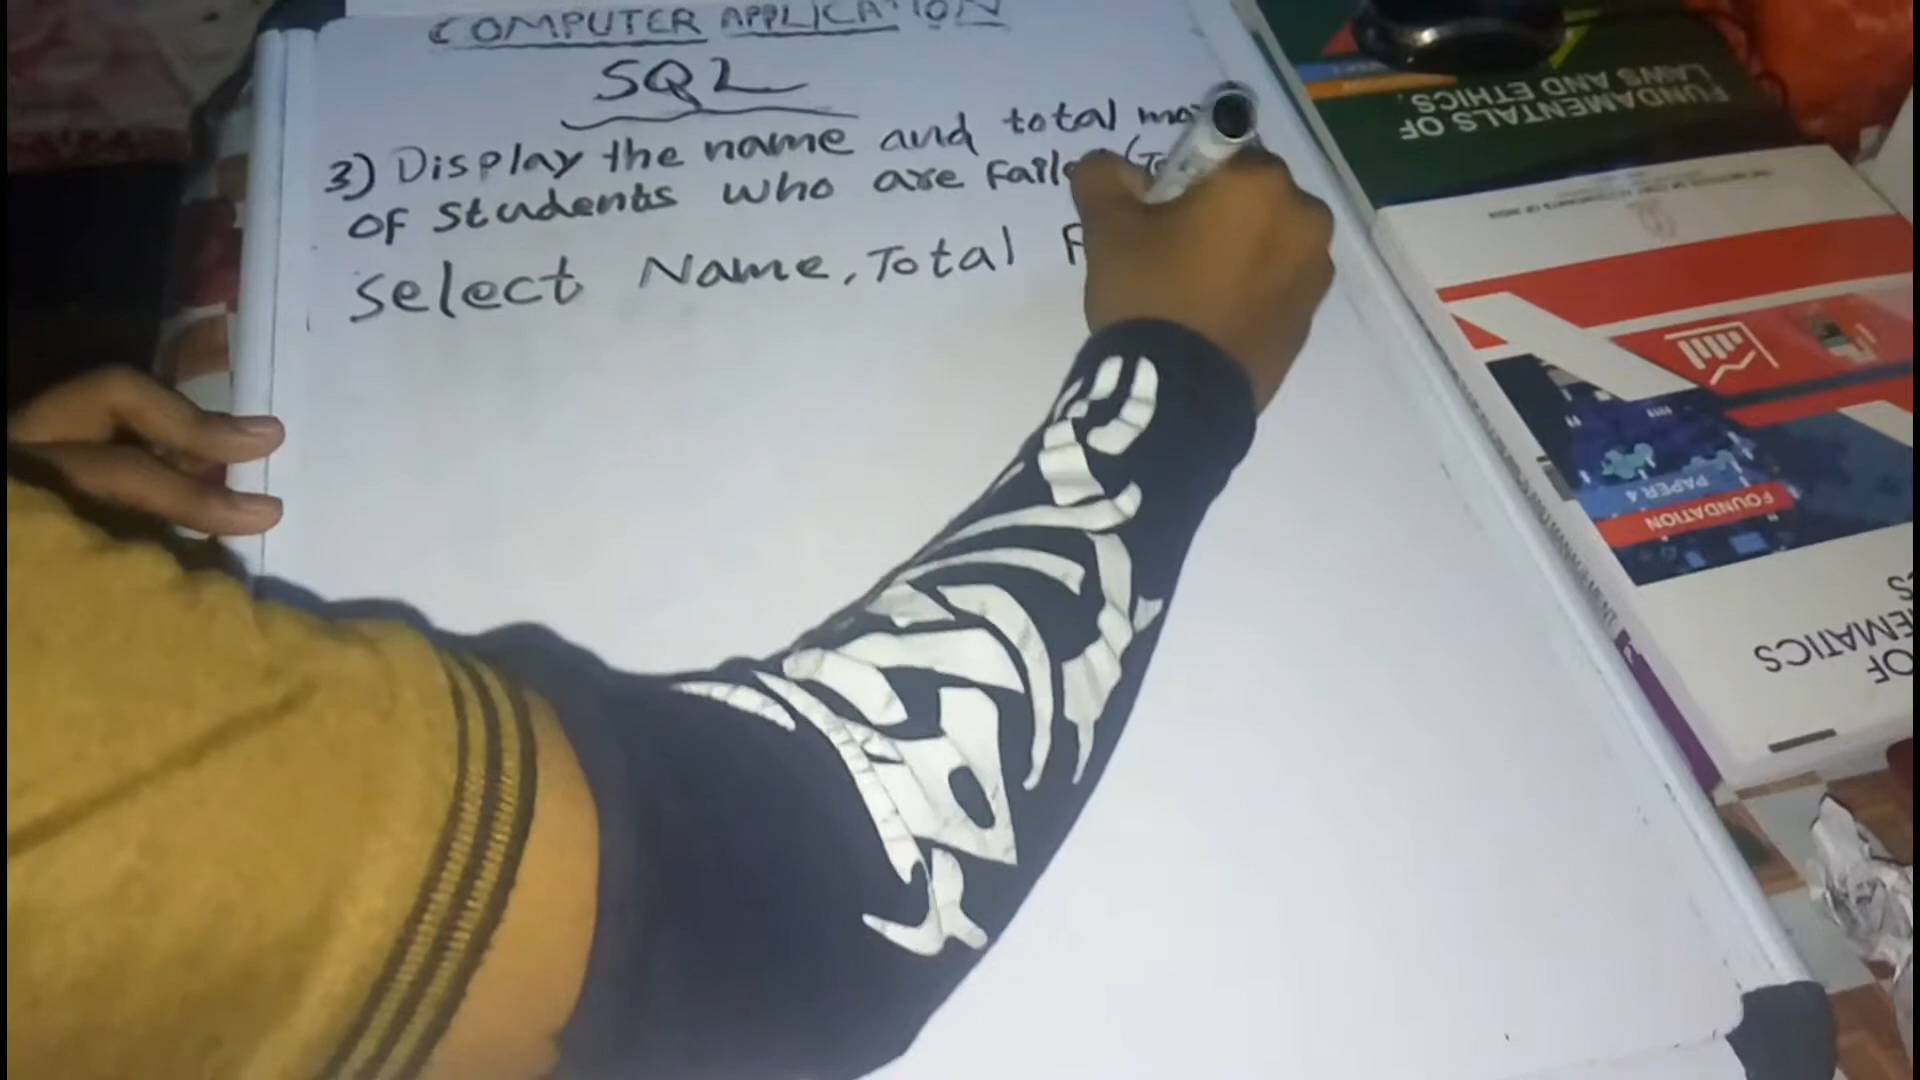 COMPUTER APPLICATION
SQL
3) Display the name and total
of students who are
Select Name, Total
FUNDAMENTALS OF
LAWS AND ETHICS
FOUNDATION
PAPER 4
OF